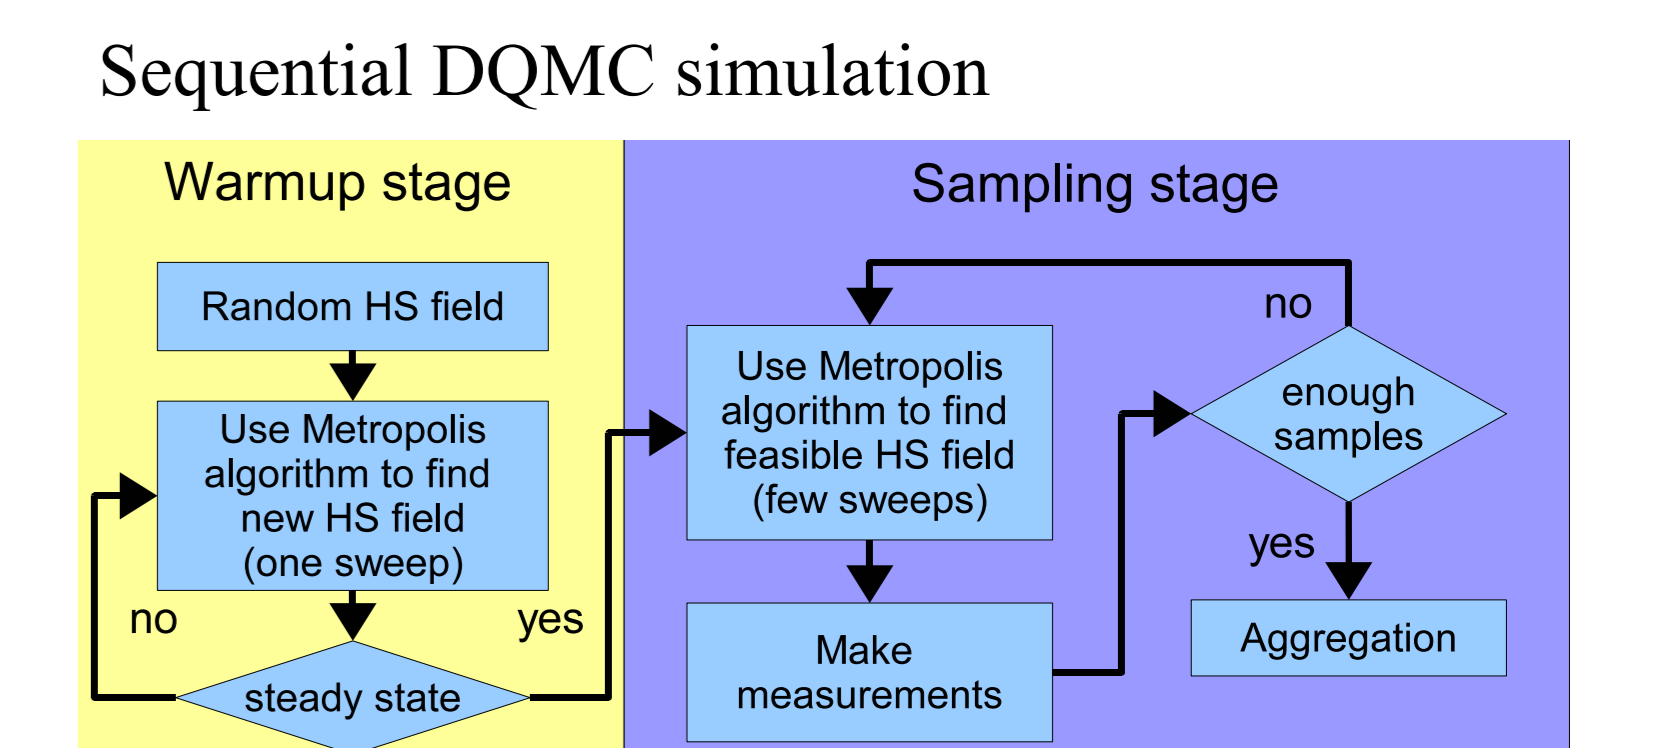 Sequential DQMC simulation
Warmup stage
Random HS field
Use Metropolis
algorithm to find
new HS field
(one sweep)
no
yes
steady state
Sampling stage
Use Metropolis
algorithm to find
feasible HS field
(few sweeps)
Make
measurements
no
enough
samples
yes
Aggregation